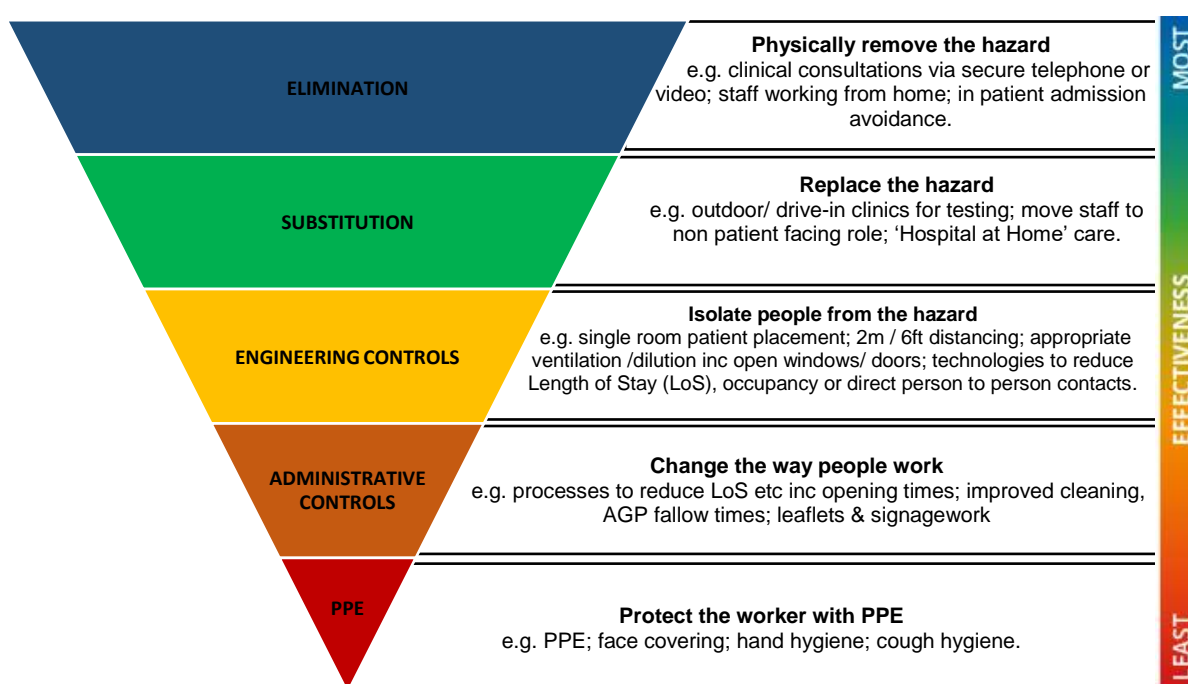 ELIMINATION
Physically remove the hazard
e.g. clinical consultations via secure telephone or
video; staff working from home; in patient admission
avoidance.
SUBSTITUTION
Replace the hazard
e.g. outdoor/ drive-in clinics for testing; move staff to
non patient facing role; ‘Hospital at Home’ care.
ENGINEERING CONTROLS
Isolate people from the hazard
e.g. single room patient placement; 2m / 6ft distancing; appropriate
ventilation /dilution inc open windows/ doors; technologies to reduce
Length of Stay (LoS), occupancy or direct person to person contacts.
ADMINISTRATIVE
CONTROLS
Change the way people work
e.g. processes to reduce LoS etc inc opening times; improved cleaning,
AGP fallow times; leaflets & signagework
PPE
Protect the worker with PPE
e.g. PPE; face covering; hand hygiene; cough hygiene.
MOST
EFFECTIVENESS
LEAST